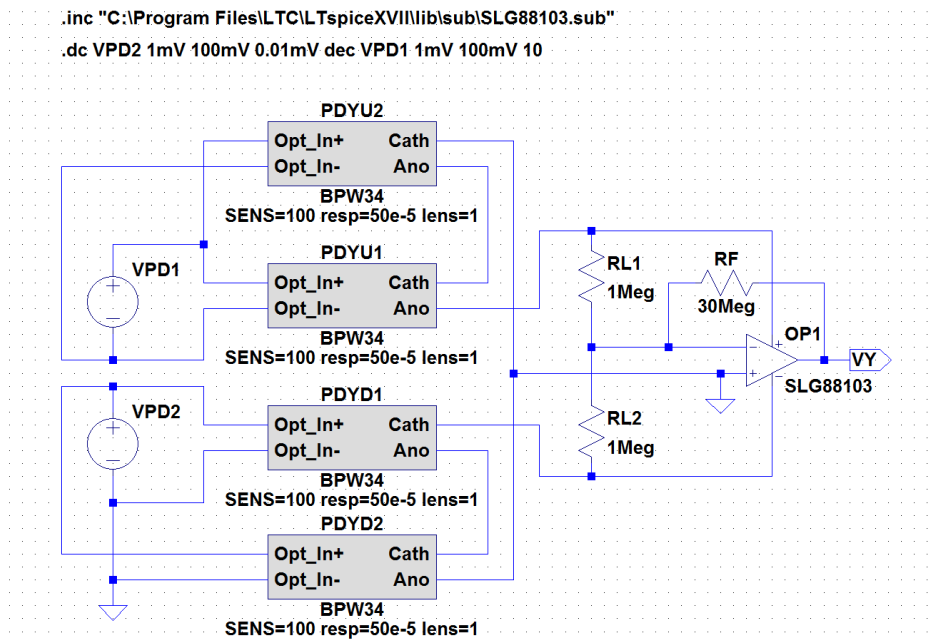 .inc "C:\Program Files\LTC\LTspiceXVII\lib\sub\SLG88103.sub"
.dc VPD2 1mV 100mV 0.01mV dec VPD1 1mV 100mV 10
PDYU2
Opt_In+ Cath
Opt_In- Ano
BPW34
SENS=100 resp=50e-5 lens=1
PDYU1
VPD1
Opt_In+ Cath
Opt_In- Ano
BPW34
SENS=100 resp=50e-5 lens=1
RL1
1Meg
RF
30Meg
OP1
VY
SLG88103
PDYD1
VPD2
Opt_In+ Cath
Opt_In- Ano
BPW34
SENS=100 resp=50e-5 lens=1
RL2
1Meg
PDYD2
Opt_In+ Cath
Opt_In- Ano
BPW34
SENS=100 resp=50e-5 lens=1